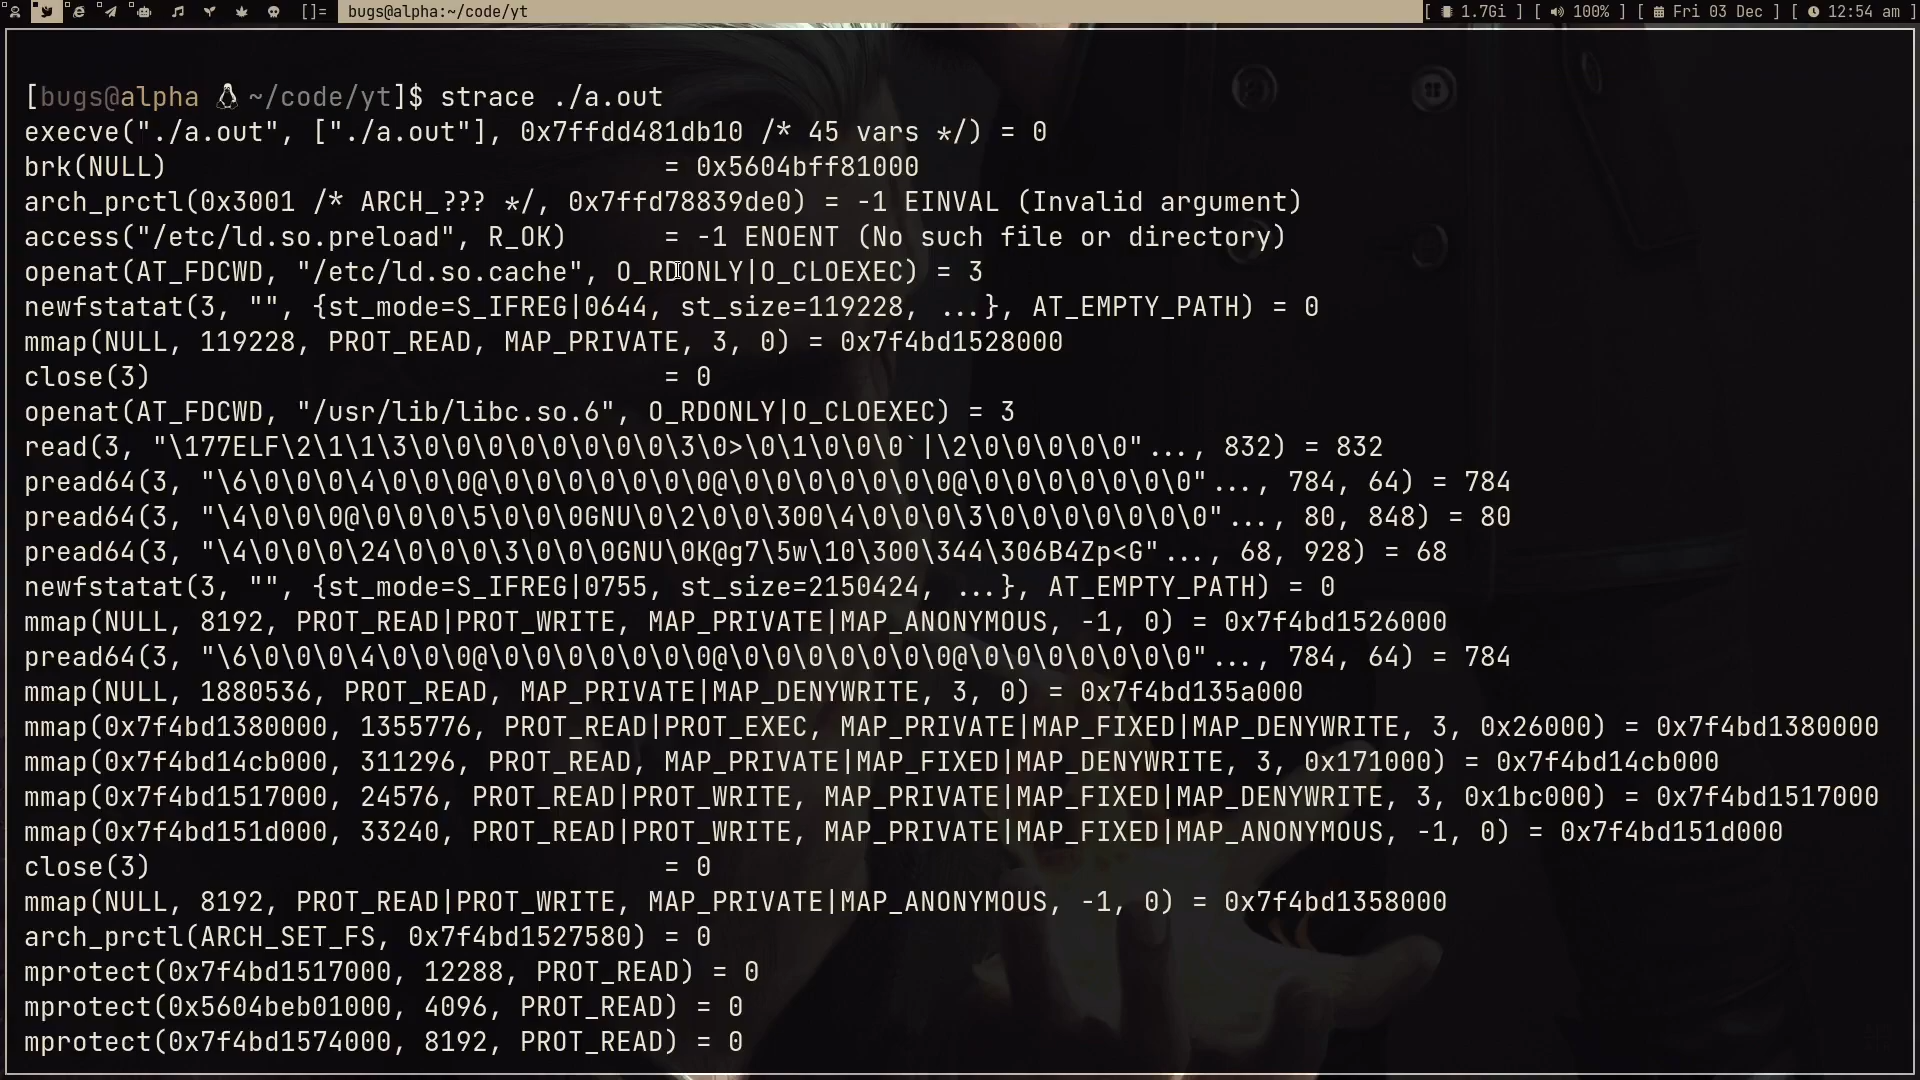 []= bugs@alpha:~/code/yt [ 1.7Gi ] [ 100% ] [ Fri 03 Dec ] [ 12:54 am ]
[bugs@alpha ~/code/yt]$ strace ./a.out
execve("./a.out", ["./a.out"], 0x7ffdd481db10 /* 45 vars */) = 0
brk(NULL) = 0x5604bff81000
arch_prctl(0x3001 /* ARCH_??? */, 0x7ffd78839de0) = -1 EINVAL (Invalid argument)
access("/etc/ld.so.preload", R_OK) = -1 ENOENT (No such file or directory)
openat(AT_FDCWD, "/etc/ld.so.cache", O_RDONLY|O_CLOEXEC) = 3
newfstatat(3, "", {st_mode=S_IFREG|0644, st_size=119228, ...}, AT_EMPTY_PATH) = 0
mmap(NULL, 119228, PROT_READ, MAP_PRIVATE, 3, 0) = 0x7f4bd1528000
close(3) = 0
openat(AT_FDCWD, "/usr/lib/libc.so.6", O_RDONLY|O_CLOEXEC) = 3
read(3, "\177ELF\2\1\1\3\0\0\0\0\0\0\0\0\3\0>\0\1\0\0\0`|\2\0\0\0\0\0"..., 832) = 832
pread64(3, "\6\0\0\0\4\0\0\0@\0\0\0\0\0\0\0@\0\0\0\0\0\0\0@\0\0\0\0\0\0\0"..., 784, 64) = 784
pread64(3, "\4\0\0\0@\0\0\0\5\0\0\0GNU\0\2\0\0\300\4\0\0\0\3\0\0\0\0\0\0\0"..., 80, 848) = 80
pread64(3, "\4\0\0\0\24\0\0\0\3\0\0\0GNU\0K@g7\5w\10\300\344\306B4Zp<G"..., 68, 928) = 68
newfstatat(3, "", {st_mode=S_IFREG|0755, st_size=2150424, ...}, AT_EMPTY_PATH) = 0
mmap(NULL, 8192, PROT_READ|PROT_WRITE, MAP_PRIVATE|MAP_ANONYMOUS, -1, 0) = 0x7f4bd1526000
pread64(3, "\6\0\0\0\4\0\0\0@\0\0\0\0\0\0\0@\0\0\0\0\0\0\0@\0\0\0\0\0\0\0"..., 784, 64) = 784
mmap(NULL, 1880536, PROT_READ, MAP_PRIVATE|MAP_DENYWRITE, 3, 0) = 0x7f4bd135a000
mmap(0x7f4bd1380000, 1355776, PROT_READ|PROT_EXEC, MAP_PRIVATE|MAP_FIXED|MAP_DENYWRITE, 3, 0x26000) = 0x7f4bd1380000
mmap(0x7f4bd14cb000, 311296, PROT_READ, MAP_PRIVATE|MAP_FIXED|MAP_DENYWRITE, 3, 0x171000) = 0x7f4bd14cb000
mmap(0x7f4bd1517000, 24576, PROT_READ|PROT_WRITE, MAP_PRIVATE|MAP_FIXED|MAP_DENYWRITE, 3, 0x1bc000) = 0x7f4bd1517000
mmap(0x7f4bd151d000, 33240, PROT_READ|PROT_WRITE, MAP_PRIVATE|MAP_FIXED|MAP_ANONYMOUS, -1, 0) = 0x7f4bd151d000
close(3) = 0
mmap(NULL, 8192, PROT_READ|PROT_WRITE, MAP_PRIVATE|MAP_ANONYMOUS, -1, 0) = 0x7f4bd1358000
arch_prctl(ARCH_SET_FS, 0x7f4bd1527580) = 0
mprotect(0x7f4bd1517000, 12288, PROT_READ) = 0
mprotect(0x5604beb01000, 4096, PROT_READ) = 0
mprotect(0x7f4bd1574000, 8192, PROT_READ) = 0